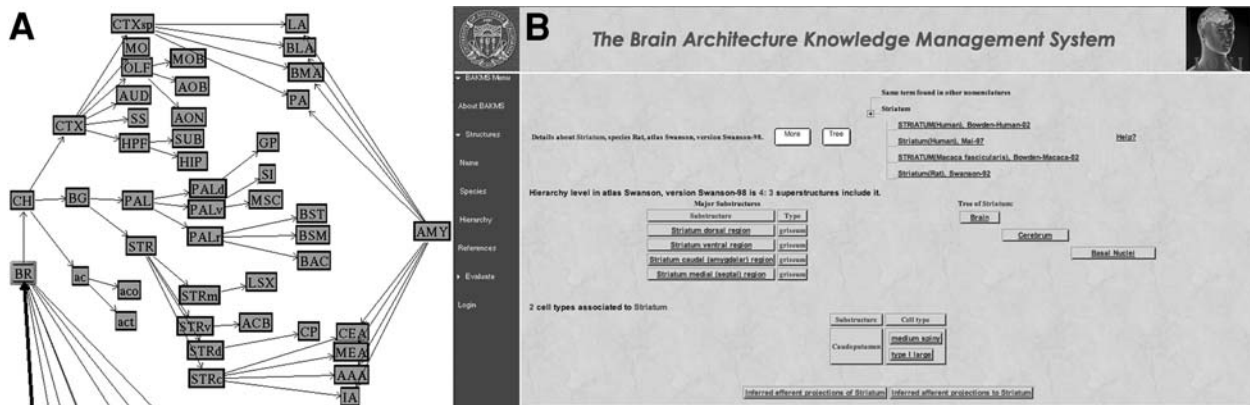 A
CTXsp
LA
MO
BLA
OLF
MOB
BMA
AOB
AUD
PA
SS
AON
CTX
SUB
HPF
HIP
GP
PALd
SI
CH
BG
PAL
PALv
MSC
BST
PALr
BSM
AMY
STR
BAC
BR
ac
aco
LSX
STRm
act
STRv
ACB
CP
CEA
STRd
MEA
STRc
AAA
IA
B
The Brain Architecture Knowledge Management System
BAKMS Menu
About BAKMS
Structures
Name
Species
Hierarchy
References
Evaluate
Login
Same term found in other nomenclatures
Striatum
STRIATUM(Human), Bowden-Human-02
Details about Striatum, species Rat, atlas Swanson, version Swanson-98. More Tree
Help?
Striatum(Human), Mai-97
STRIATUM(Macaca fascicularis), Bowden-Macaca-02
Striatum(Rat), Swanson-92
Hierarchy level in atlas Swanson, version Swanson-98 is 4: 3 superstructures include it.
Major Substructures
Substructure Type
Striatum dorsal region griseum
Striatum ventral region griseum
Striatum caudal (amygdalar) region griseum
Striatum medial (septal) region griseum
Tree of Striatum:
Brain
Cerebrum
Basal Nuclei
2 cell types associated to Striatum
Substructure Cell type
Caudoputamen medium spiny
type I large
Inferred efferent projections of Striatum Inferred afferent projections to Striatum